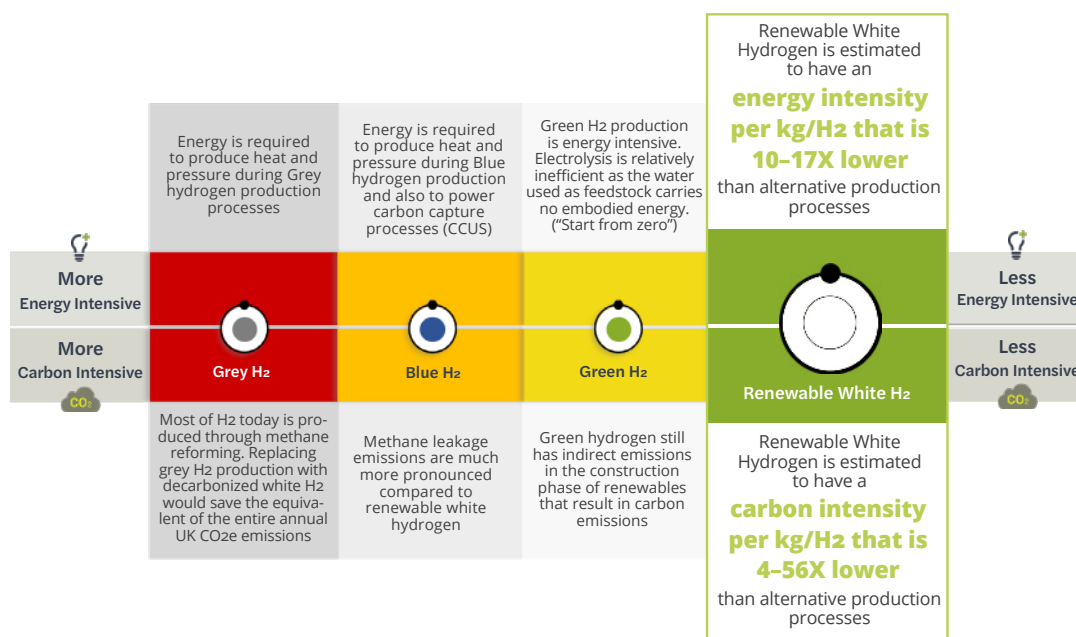 Energy is required
to produce heat and
pressure during Grey
hydrogen production
processes
Energy is required
to produce heat and
pressure during Blue
hydrogen production
and also to power
carbon capture
processes (CCUS)
Green H2 production
is energy intensive.
Electrolysis is relatively
inefficient as the water
used as feedstock carries
no embodied energy.
(“Start from zero”)
Renewable White
Hydrogen is estimated
to have an
energy intensity
per kg/H2 that is
10–17X lower
than alternative production
processes
More
Energy Intensive
Less
Energy Intensive
More
Carbon Intensive
CO2
Grey H2
Blue H2
Green H2
Renewable White H2
Less
Carbon Intensive
CO2
Most of H2 today is pro-
duced through methane
reforming. Replacing
grey H2 production with
decarbonized white H2
would save the equiva-
lent of the entire annual
UK CO2e emissions
Methane leakage
emissions are much
more pronounced
compared to
renewable white
hydrogen
Green hydrogen still
has indirect emissions
in the construction
phase of renewables
that result in carbon
emissions
Renewable White
Hydrogen is estimated
to have a
carbon intensity
per kg/H2 that is
4–56X lower
than alternative production
processes